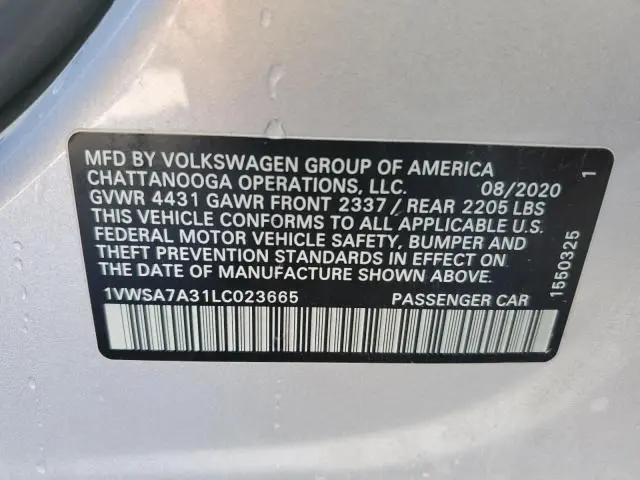 MFD BY VOLKSWAGEN GROUP OF AMERICA
CHATTANOOGA OPERATIONS, LLC. 08/2020
GVWR 4431 GAWR FRONT 2337 / REAR 2205 LBS
THIS VEHICLE CONFORMS TO ALL APPLICABLE U.S.
FEDERAL MOTOR VEHICLE SAFETY, BUMPER AND
THEFT PREVENTION STANDARDS IN EFFECT ON
THE DATE OF MANUFACTURE SHOWN ABOVE.
1VWSA7A31LC023665 PASSENGER CAR
1550325 1